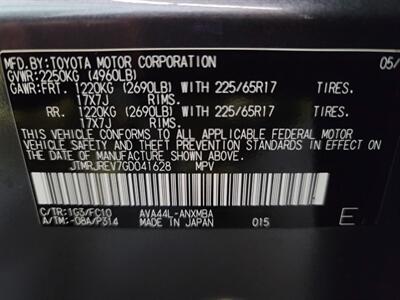 MFD.BY:TOYOTA MOTOR CORPORATION 05/
GVWR:2250KG (4960LB)
GAWR:FRT. 1220KG (2690LB) WITH 225/65R17 TIRES.
17X7J RIMS.
RR. 1220KG (2690LB) WITH 225/65R17 TIRES.
17X7J RIMS.
THIS VEHICLE CONFORMS TO ALL APPLICABLE FEDERAL MOTOR
VEHICLE SAFETY AND BUMPER STANDARDS IN EFFECT ON THE
DATE OF MANUFACTURE SHOWN ABOVE.
JTMRJREV7GD041628 MPV
C/TR:1G3/FC10 AVA44L-ANXMBA
A/TM:-08A/P314 MADE IN JAPAN 015 E